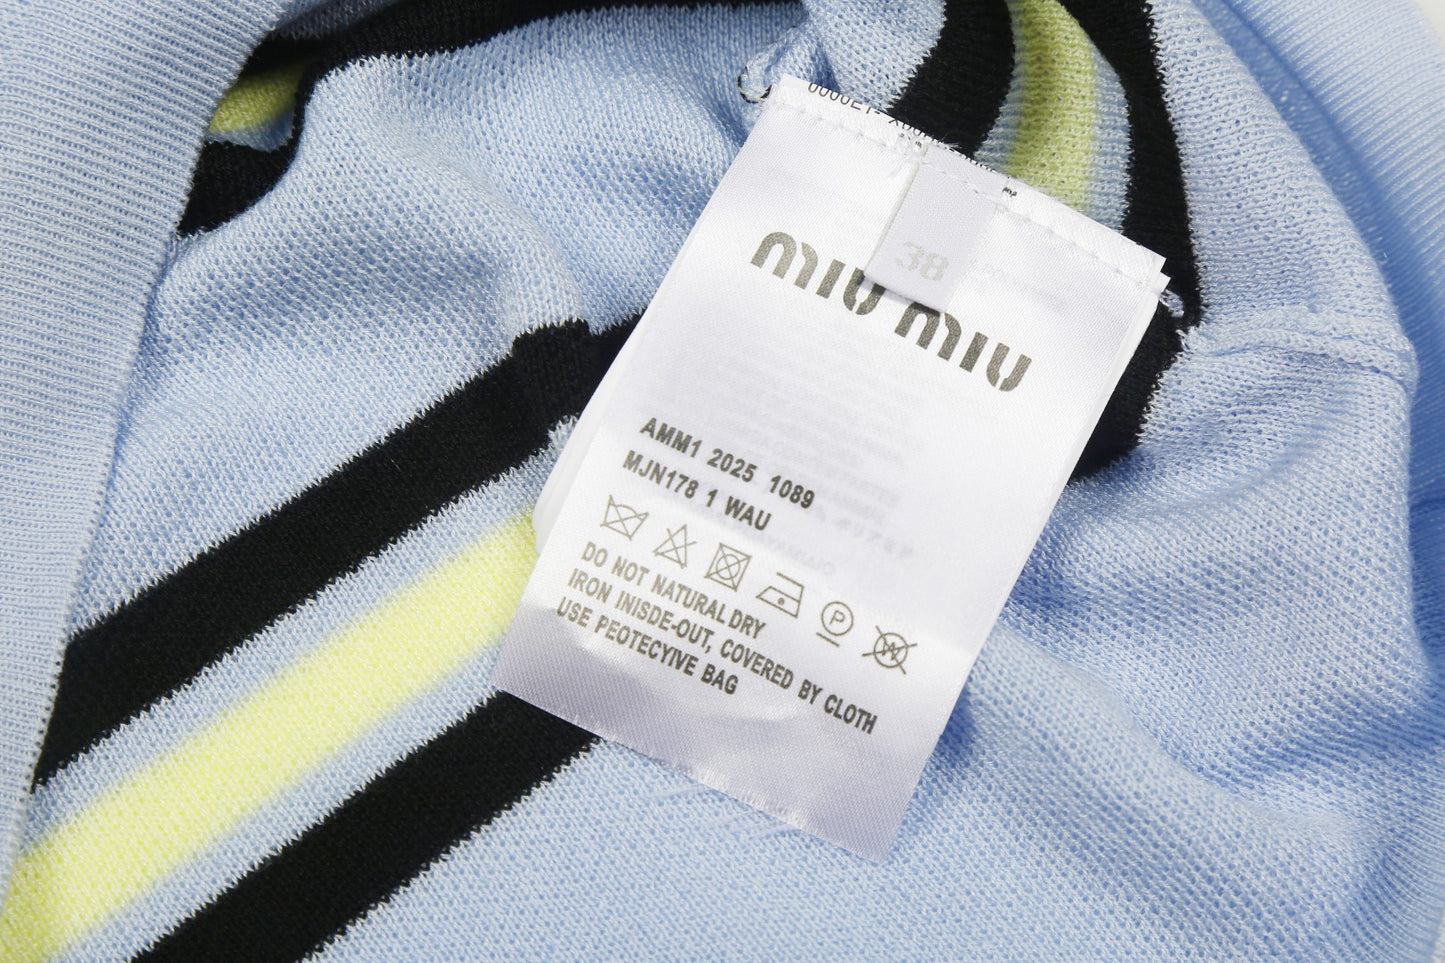 38
miu miu
AMM1 2025 1089
MJN178 1 WAU
P
W
DO NOT NATURAL DRY
IRON INISDE-OUT, COVERED BY CLOTH
USE PEOTECYIVE BAG